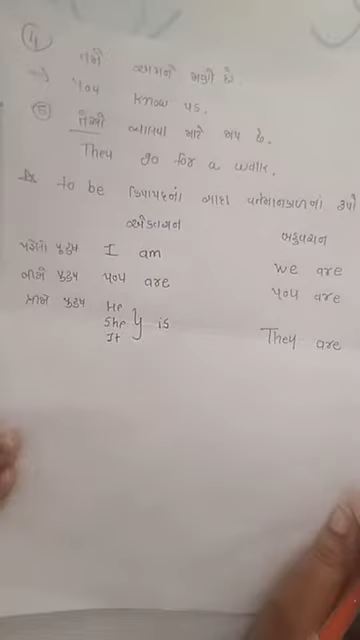 (4) તમે અમને જાણો છો.
→ you know us.
(5) તેઓ ચાલવા માટે જાય છે.
They go for a walk.
to be ક્રિયાપદનાં સાદા વર્તમાનકાળનાં રૂપો
એકવચન બહુવચન
પહેલો પુરુષ I am we are
બીજો પુરુષ you are you are
ત્રીજો પુરુષ He
She } is They are
It